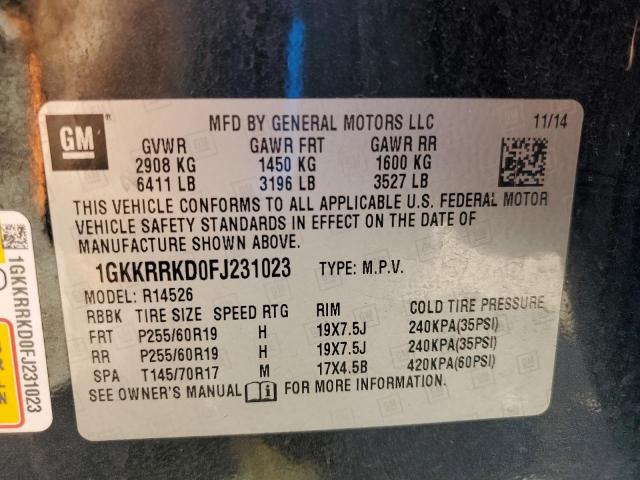 GM
MFD BY GENERAL MOTORS LLC 11/14
GVWR GAWR FRT GAWR RR
2908 KG 1450 KG 1600 KG
6411 LB 3196 LB 3527 LB
THIS VEHICLE CONFORMS TO ALL APPLICABLE U.S. FEDERAL MOTOR
VEHICLE SAFETY STANDARDS IN EFFECT ON THE DATE OF
MANUFACTURE SHOWN ABOVE.
1GKKRRKD0FJ231023 TYPE: M.P.V.
MODEL: R14526
RBBK TIRE SIZE SPEED RTG RIM COLD TIRE PRESSURE
FRT P255/60R19 H 19X7.5J 240KPA(35PSI)
RR P255/60R19 H 19X7.5J 240KPA(35PSI)
SPA T145/70R17 M 17X4.5B 420KPA(60PSI)
SEE OWNER'S MANUAL FOR MORE INFORMATION.
1GKKRRKD0FJ231023